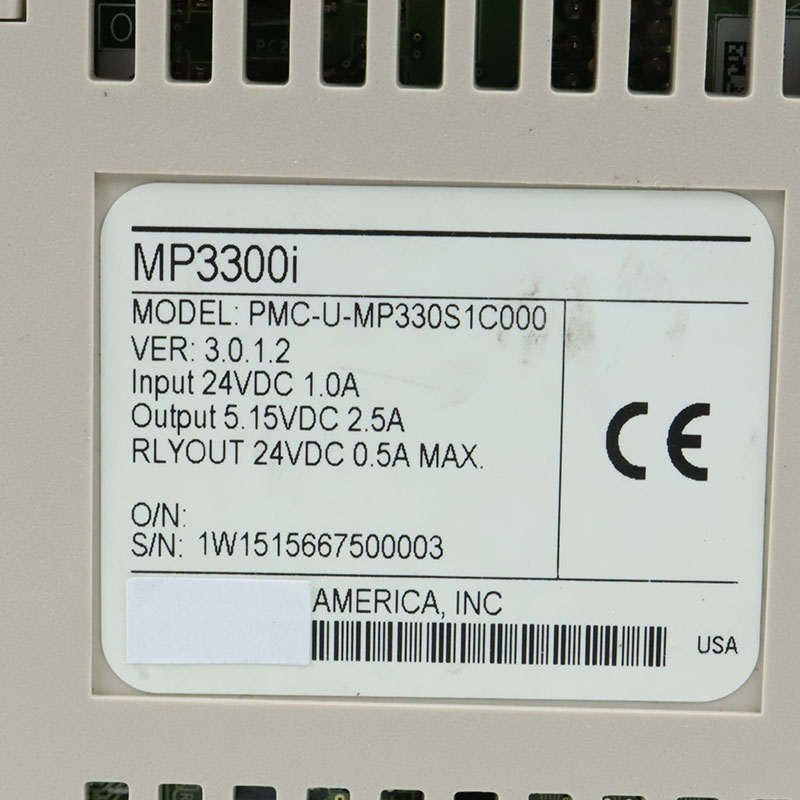 PC2
MP3300i
MODEL: PMC-U-MP330S1C000
VER: 3.0.1.2
Input 24VDC 1.0A
Output 5.15VDC 2.5A
RLYOUT 24VDC 0.5A MAX.
CE
O/N:
S/N: 1W1515667500003
AMERICA, INC
USA